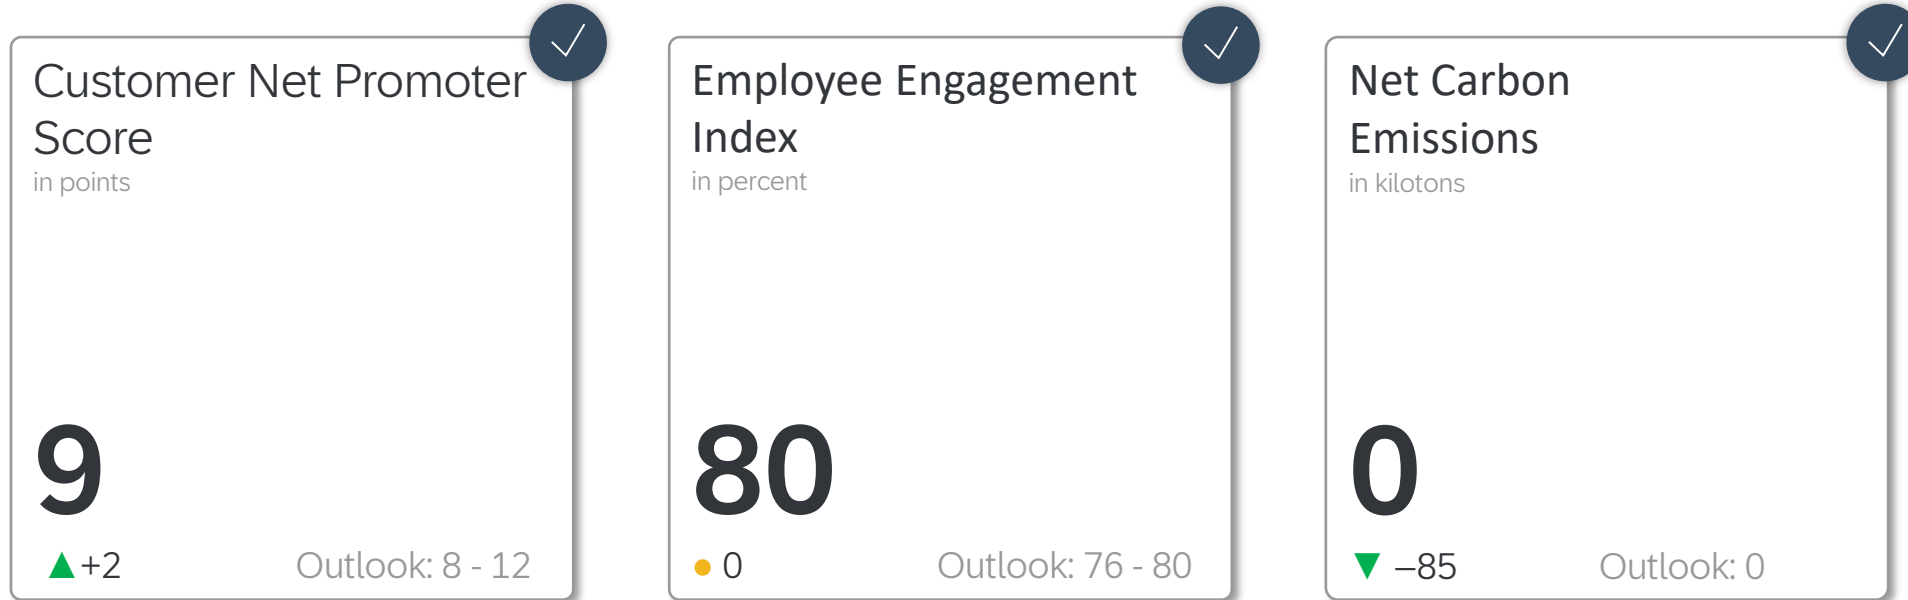 Customer Net Promoter
Score
in points
9
+2
Outlook: 8 - 12
Employee Engagement
Index
in percent
80
0
Outlook: 76 - 80
Net Carbon
Emissions
in kilotons
0
–85
Outlook: 0